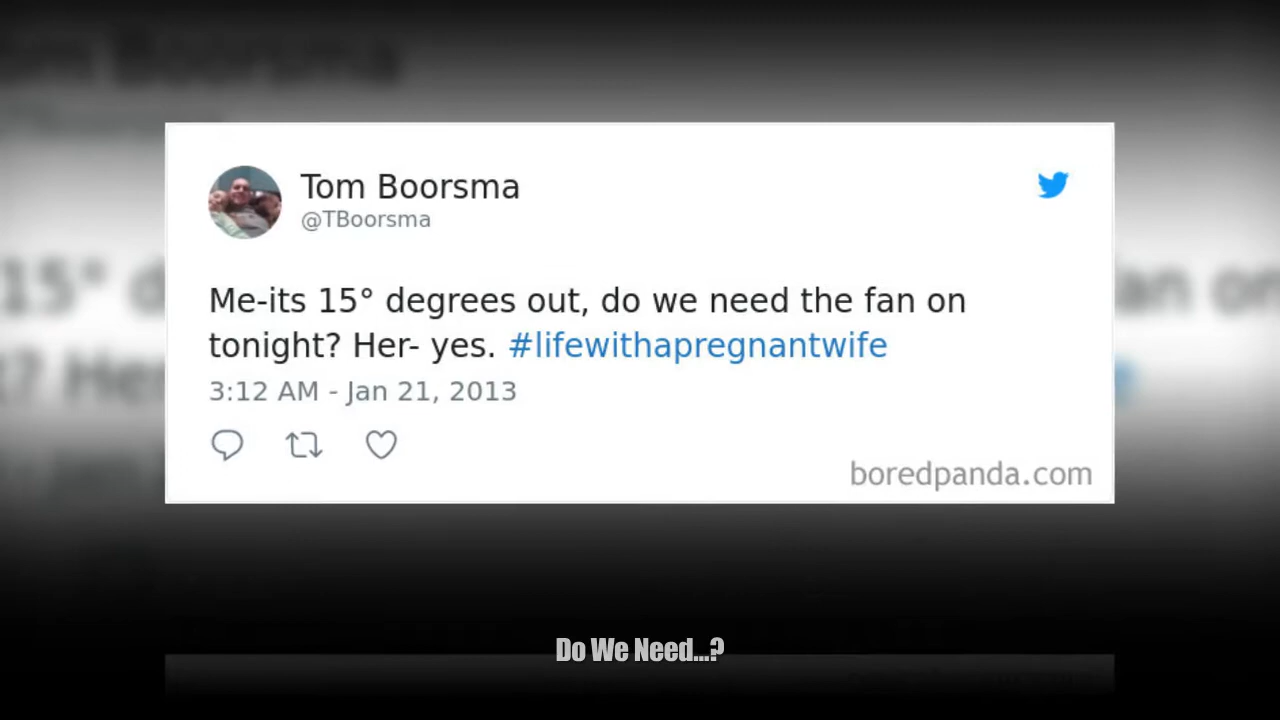 Tom Boorsma
@TBoorsma
Me-its 15° degrees out, do we need the fan on
tonight? Her- yes. #lifewithapregnantwife
3:12 AM - Jan 21, 2013
boredpanda.com
Do We Need...?